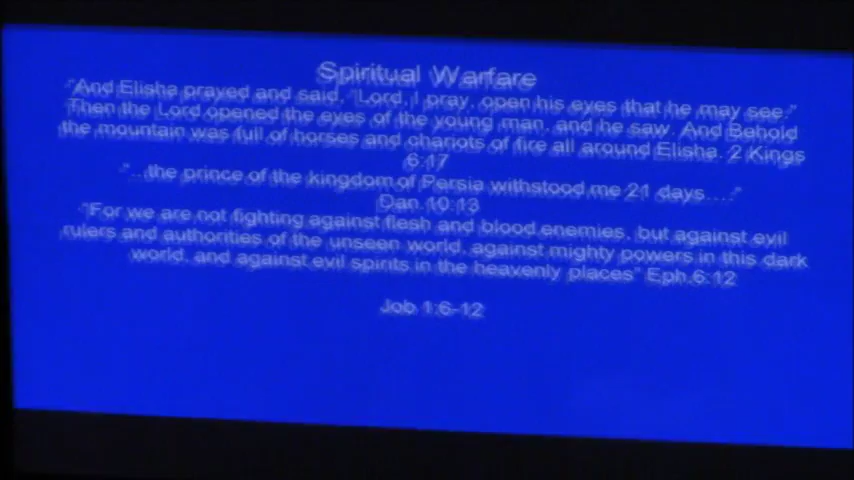 Spiritual Warfare
"And Elisha prayed and said, "Lord, I pray, open his eyes that he may see."
Then the Lord opened the eyes of the young man, and he saw. And Behold
the mountain was full of horses and chariots of fire all around Elisha. 2 Kings
6:17
"...the prince of the kingdom of Persia withstood me 21 days...."
Dan.10:13
"For we are not fighting against flesh and blood enemies, but against evil
rulers and authorities of the unseen world, against mighty powers in this dark
world, and against evil spirits in the heavenly places" Eph.6:12
Job 1:6-12